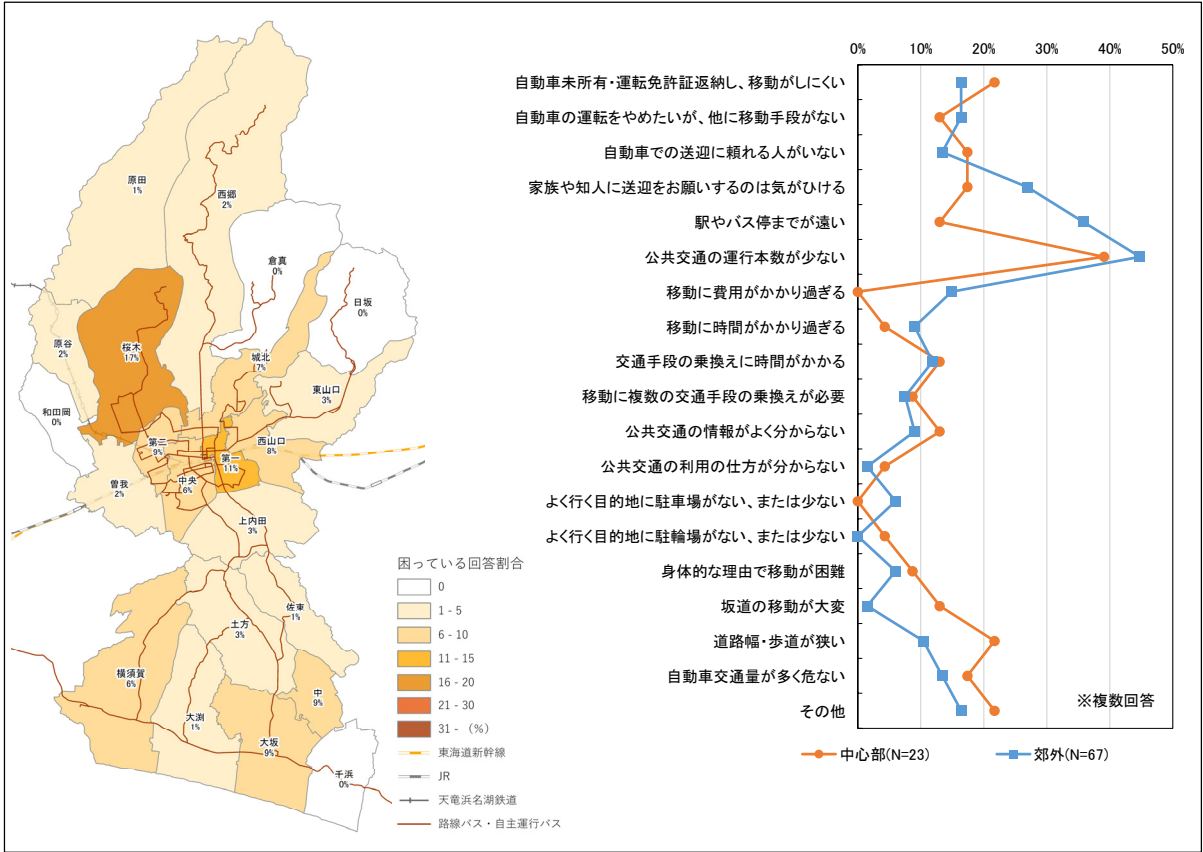 原田
1%
西郷
2%
倉真
0%
日坂
0%
原谷
2%
桜木
17%
城北
7%
東山口
3%
和田岡
0%
第二
9%
西山口
8%
第一
11%
中央
6%
曽我
2%
上内田
3%
佐束
1%
土方
3%
横須賀
6%
中
9%
大渕
1%
大坂
9%
千浜
0%
困っている回答割合
0
1 - 5
6 - 10
11 - 15
16 - 20
21 - 30
31 - (%)
東海道新幹線
JR
天竜浜名湖鉄道
路線バス・自主運行バス
0% 10% 20% 30% 40% 50%
自動車未所有・運転免許証返納し、移動がしにくい
自動車の運転をやめたいが、他に移動手段がない
自動車での送迎に頼れる人がいない
家族や知人に送迎をお願いするのは気がひける
駅やバス停までが遠い
公共交通の運行本数が少ない
移動に費用がかかり過ぎる
移動に時間がかかり過ぎる
交通手段の乗換えに時間がかかる
移動に複数の交通手段の乗換えが必要
公共交通の情報がよく分からない
公共交通の利用の仕方が分からない
よく行く目的地に駐車場がない、または少ない
よく行く目的地に駐輪場がない、または少ない
身体的な理由で移動が困難
坂道の移動が大変
道路幅・歩道が狭い
自動車交通量が多く危ない
その他
※複数回答
中心部(N=23) 郊外(N=67)